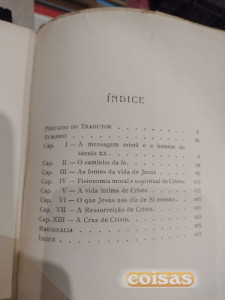 ÍNDICE
PREFÁCIO DO TRADUTOR
SUMÁRIO
Cap. I — A mensagem cristã e o homem do
século XX
Cap. II — O caminho da fé
Cap. III — As fontes da vida de Jesus
Cap. IV — Fisionomia moral e espiritual de Cristo
Cap. V — A vida íntima de Cristo
Cap. VI — O que Jesus nos diz de Si mesmo
Cap. VII — A Ressurreição de Cristo
Cap. XIII — A Cruz de Cristo
MARGINALIA
ÍNDICE
coisas